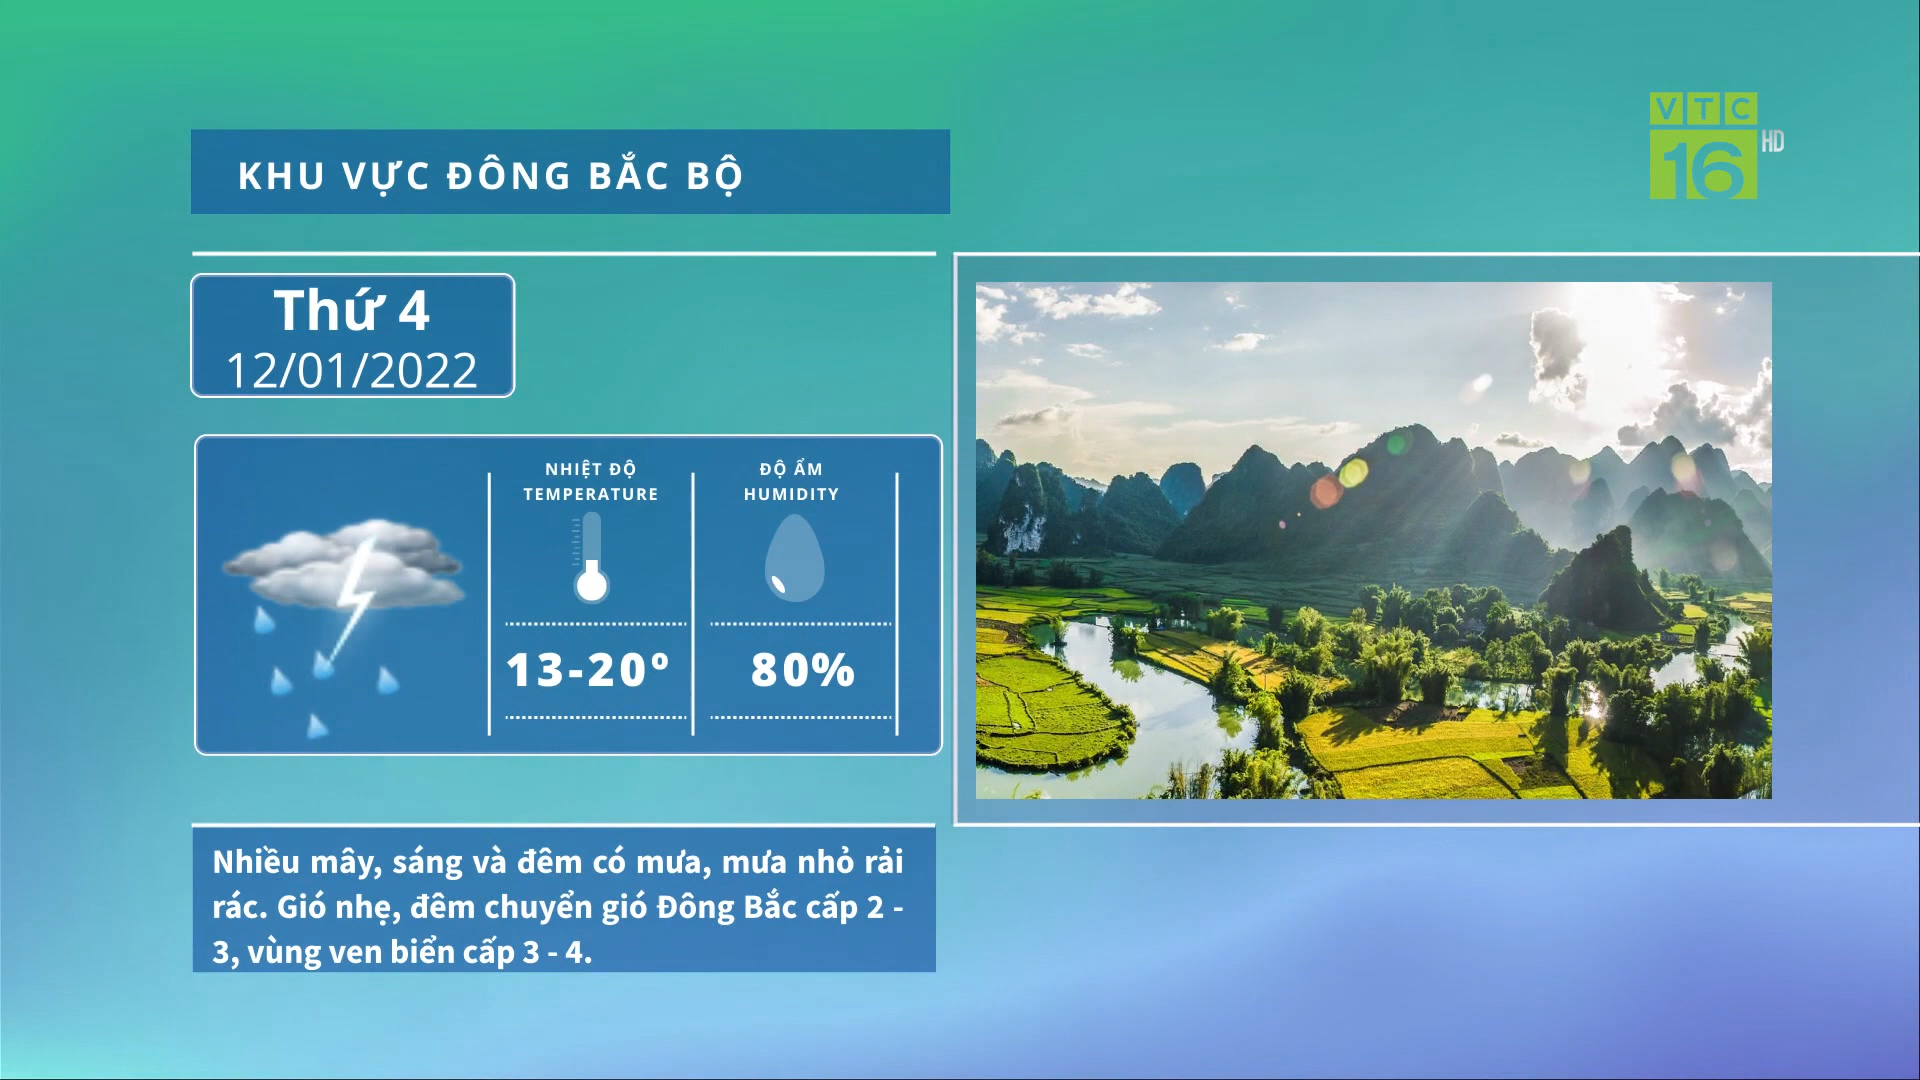 VTC
16
HD
KHU VỰC ĐÔNG BẮC BỘ
Thứ 4
12/01/2022
NHIỆT ĐỘ
TEMPERATURE
13-20°
ĐỘ ẨM
HUMIDITY
80%
Nhiều mây, sáng và đêm có mưa, mưa nhỏ rải
rác. Gió nhẹ, đêm chuyển gió Đông Bắc cấp 2 -
3, vùng ven biển cấp 3 - 4.